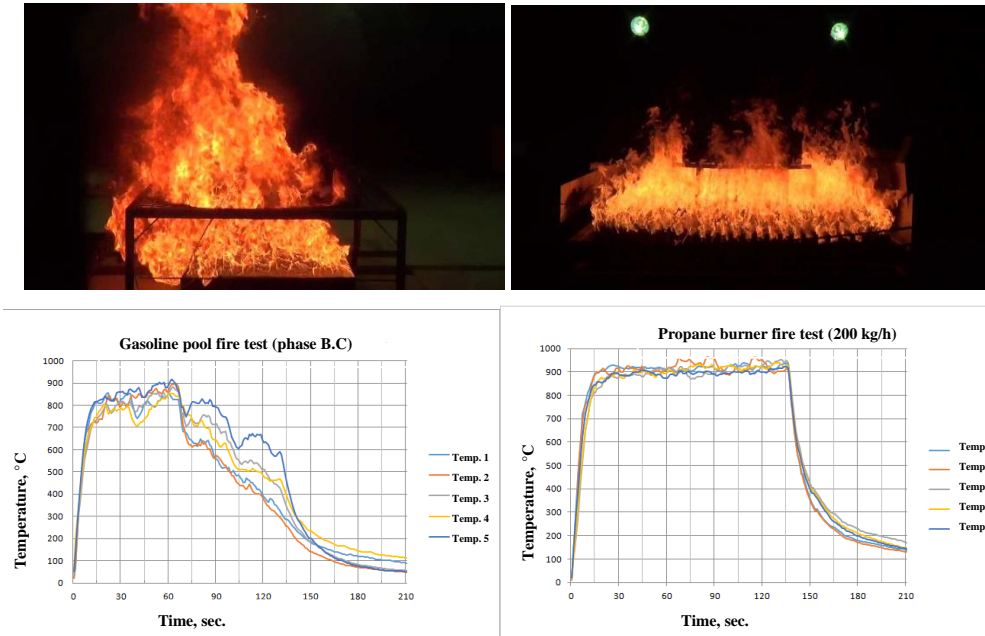 Gasoline pool fire test (phase B.C)
1000
900
800
700
600
500
400
300
200
100
0
Temperature, °C
0 30 60 90 120 150 180 210
Time, sec.
Temp. 1
Temp. 2
Temp. 3
Temp. 4
Temp. 5
Propane burner fire test (200 kg/h)
1000
900
800
700
600
500
400
300
200
100
0
Temperature, °C
0 30 60 90 120 150 180 210
Time, sec.
Temp
Temp
Temp
Temp
Temp